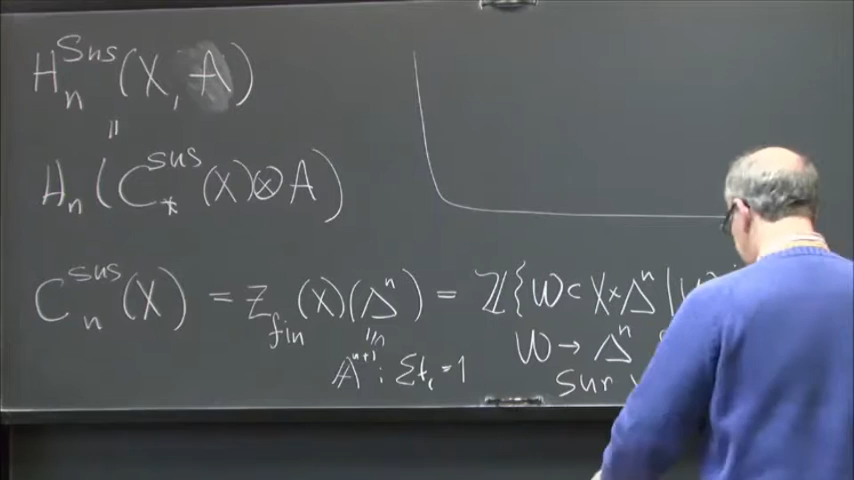 H_n^{Sus}(X, A)
=
H_n(C_*^{sus}(X) ⊗ A)
C_n^{sus}(X) = z_{fin}(X)(Δ^n) = ℤ{W ⊂ X × Δ^n |
= W → Δ^n
A^{n+1} : Σt_i = 1 sur